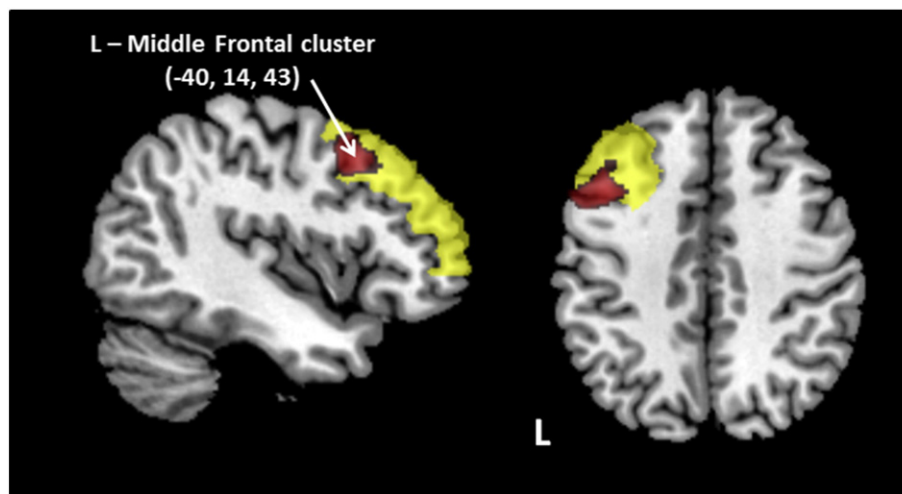 L – Middle Frontal cluster
(-40, 14, 43)
L